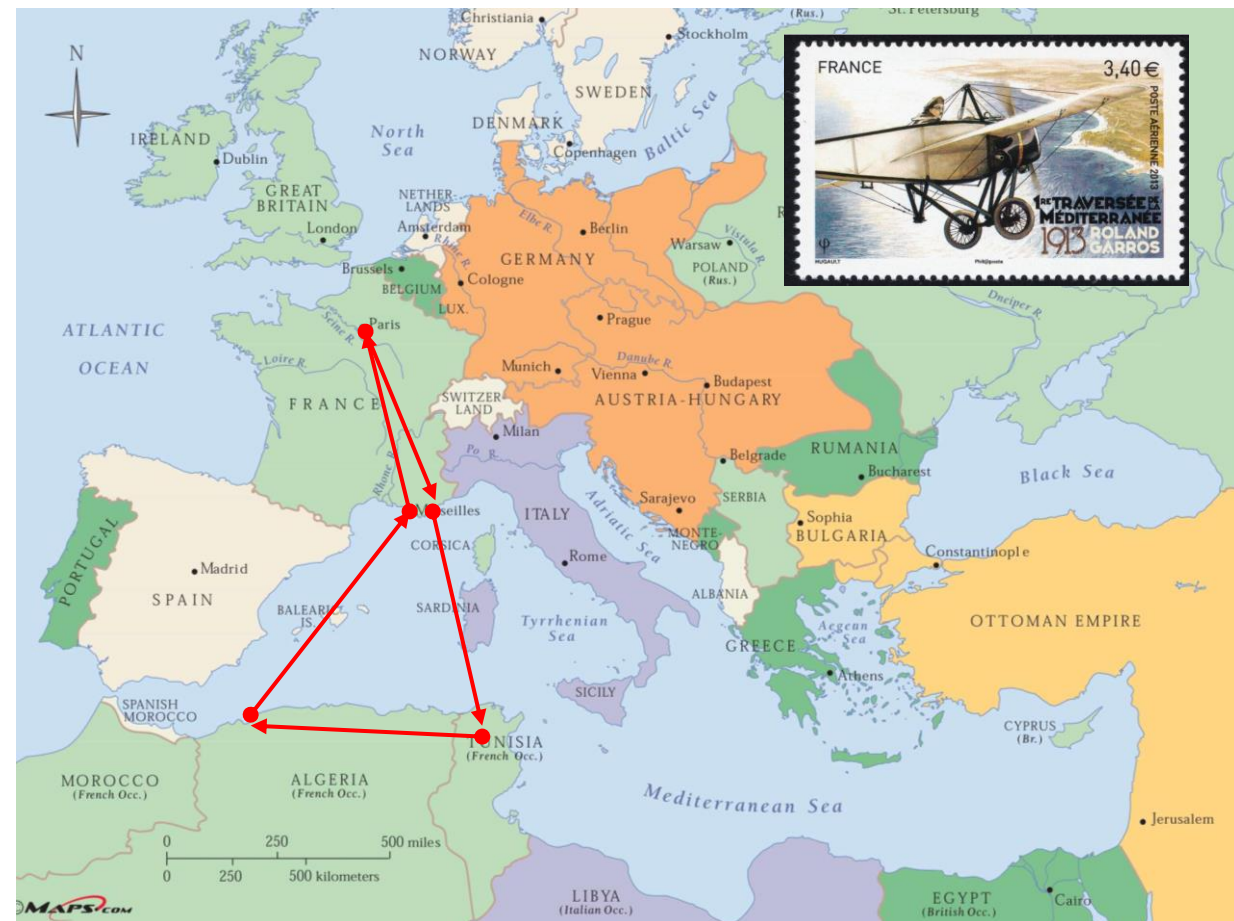 Christiania
(Rus.)
St. Petersburg
N
NORWAY
Stockholm
SWEDEN
FRANCE
3,40 €
POSTE AÉRIENNE 2013
1RE TRAVERSÉE DE LA
MÉDITERRANÉE
1913 ROLAND
GARROS
φ
HUGAULT
Phil@poste
North
Sea
DENMARK
Baltic Sea
IRELAND
Dublin
Copenhagen
GREAT
BRITAIN
NETHER-
LANDS
London
Amsterdam
Rhine R.
Elbe R.
Berlin
R
Vistula R.
Warsaw
POLAND
(Rus.)
GERMANY
Brussels
BELGIUM
Cologne
LUX.
Dneiper R.
ATLANTIC
OCEAN
Paris
Seine R.
Prague
Loire R.
Munich
Danube R.
Vienna
Budapest
FRANCE
SWITZER-
LAND
AUSTRIA-HUNGARY
Milan
Po R.
Rhone R.
RUMANIA
Belgrade
Bucharest
Black Sea
Sarajevo
SERBIA
Marseilles
ITALY
Adriatic Sea
MONTE-
NEGRO
Sophia
BULGARIA
CORSICA
Constantinople
PORTUGAL
Madrid
Rome
SPAIN
ALBANIA
BALEARIC
IS.
SARDINIA
Tyrrhenian
Sea
Aegean
Sea
OTTOMAN EMPIRE
GREECE
Athens
SICILY
SPANISH
MOROCCO
CYPRUS
(Br.)
TUNISIA
(French Occ.)
MOROCCO
(French Occ.)
ALGERIA
(French Occ.)
Mediterranean Sea
Jerusalem
0 250 500 miles
0 250 500 kilometers
LIBYA
(Italian Occ.)
EGYPT
(British Occ.)
Cairo
©MAPS.COM